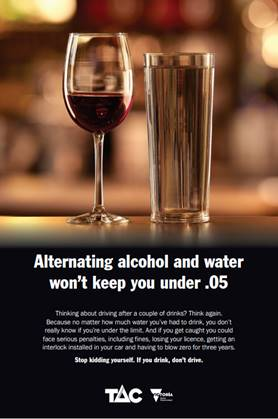 Alternating alcohol and water
won't keep you under .05
Thinking about driving after a couple of drinks? Think again.
Because no matter how much water you've had to drink, you don't
really know if you're under the limit. And if you get caught you could
face serious penalties, including fines, losing your licence, getting an
interlock installed in your car and having to blow zero for three years.
Stop kidding yourself. If you drink, don't drive.
TAC VICTORIA